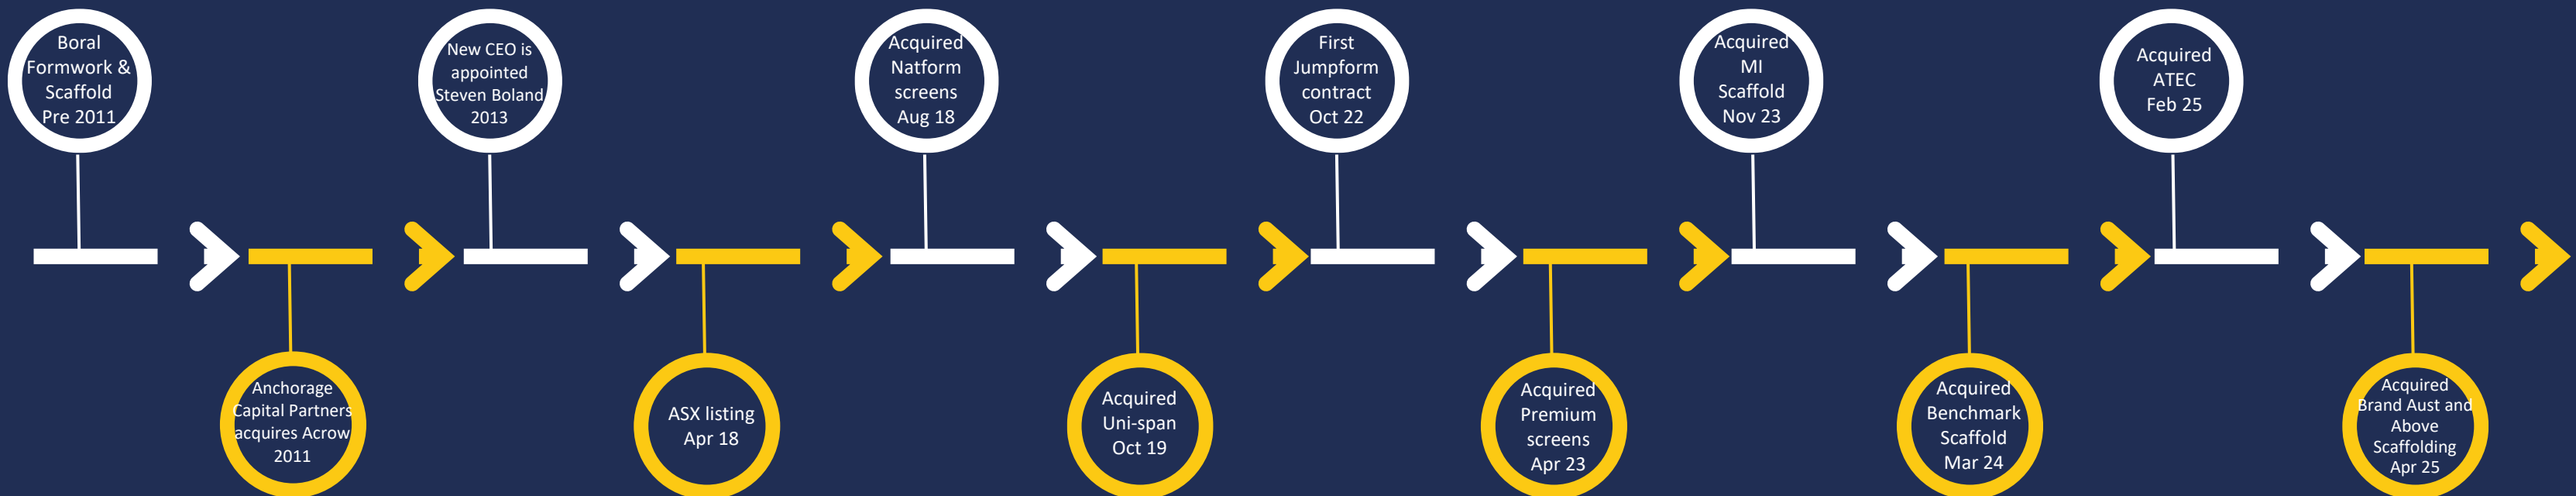 Boral
Formwork &
Scaffold
Pre 2011
Anchorage
Capital Partners
acquires Acrow
2011
New CEO is
appointed
Steven Boland
2013
ASX listing
Apr 18
Acquired
Natform
screens
Aug 18
Acquired
Uni-span
Oct 19
First
Jumpform
contract
Oct 22
Acquired
Premium
screens
Apr 23
Acquired
MI
Scaffold
Nov 23
Acquired
Benchmark
Scaffold
Mar 24
Acquired
ATEC
Feb 25
Acquired
Brand Aust and
Above
Scaffolding
Apr 25